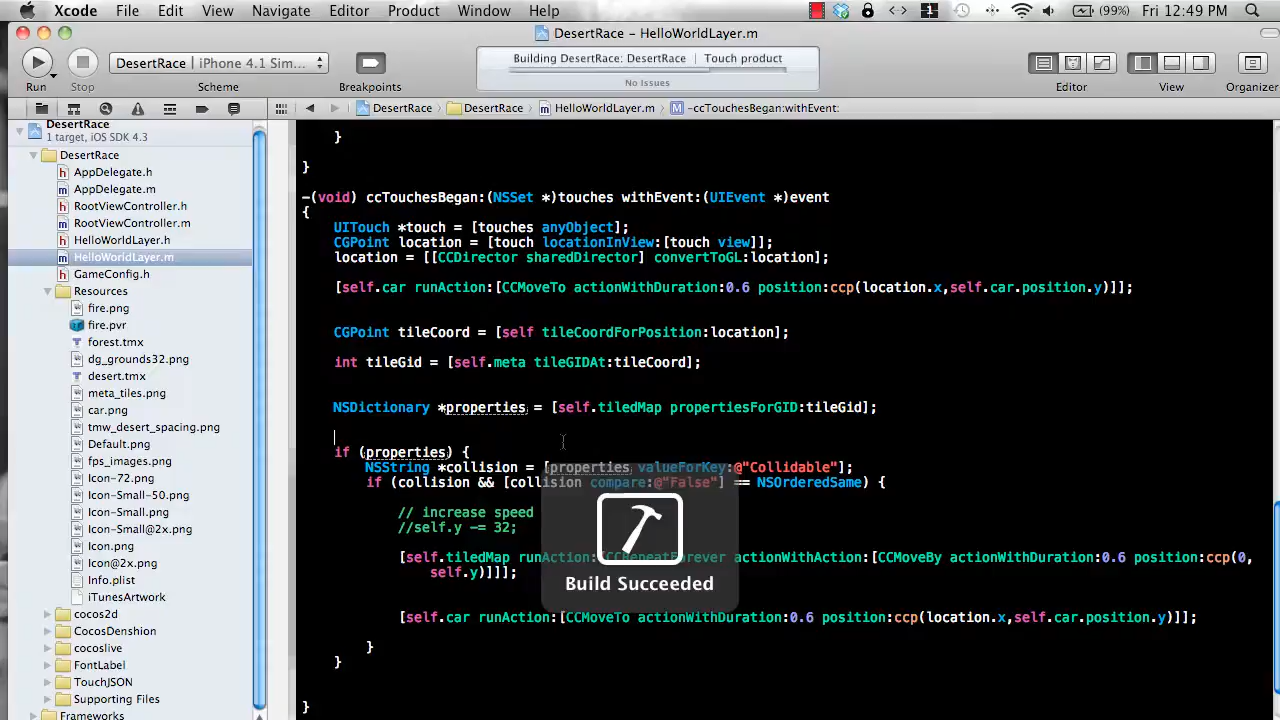 Xcode File Edit View Navigate Editor Product Window Help 1 (99%) Fri 12:49 PM
DesertRace – HelloWorldLayer.m
DesertRace | iPhone 4.1 Sim... Building DesertRace: DesertRace | Touch product
No Issues
Run Stop Scheme Breakpoints Editor View Organizer
DesertRace DesertRace HelloWorldLayer.m M -ccTouchesBegan:withEvent:
DesertRace
1 target, iOS SDK 4.3
DesertRace
h AppDelegate.h
m AppDelegate.m
h RootViewController.h
m RootViewController.m
h HelloWorldLayer.h
m HelloWorldLayer.m
h GameConfig.h
Resources
fire.png
fire.pvr
forest.tmx
dg_grounds32.png
desert.tmx
meta_tiles.png
car.png
tmw_desert_spacing.png
Default.png
fps_images.png
Icon-72.png
Icon-Small-50.png
Icon-Small.png
Icon-Small@2x.png
Icon.png
Icon@2x.png
Info.plist
iTunesArtwork
cocos2d
CocosDenshion
cocoslive
FontLabel
TouchJSON
Supporting Files
Frameworks
}
}
-(void) ccTouchesBegan:(NSSet *)touches withEvent:(UIEvent *)event
{
UITouch *touch = [touches anyObject];
CGPoint location = [touch locationInView:[touch view]];
location = [[CCDirector sharedDirector] convertToGL:location];
[self.car runAction:[CCMoveTo actionWithDuration:0.6 position:ccp(location.x,self.car.position.y)]];
CGPoint tileCoord = [self tileCoordForPosition:location];
int tileGid = [self.meta tileGIDAt:tileCoord];
NSDictionary *properties = [self.tiledMap propertiesForGID:tileGid];
if (properties) {
NSString *collision = [properties valueForKey:@"Collidable"];
if (collision && [collision compare:@"False"] == NSOrderedSame) {
// increase speed
//self.y -= 32;
[self.tiledMap runAction:[CCRepeatForever actionWithAction:[CCMoveBy actionWithDuration:0.6 position:ccp(0,
self.y)]]];
[self.car runAction:[CCMoveTo actionWithDuration:0.6 position:ccp(location.x,self.car.position.y)]];
}
}
}
Build Succeeded